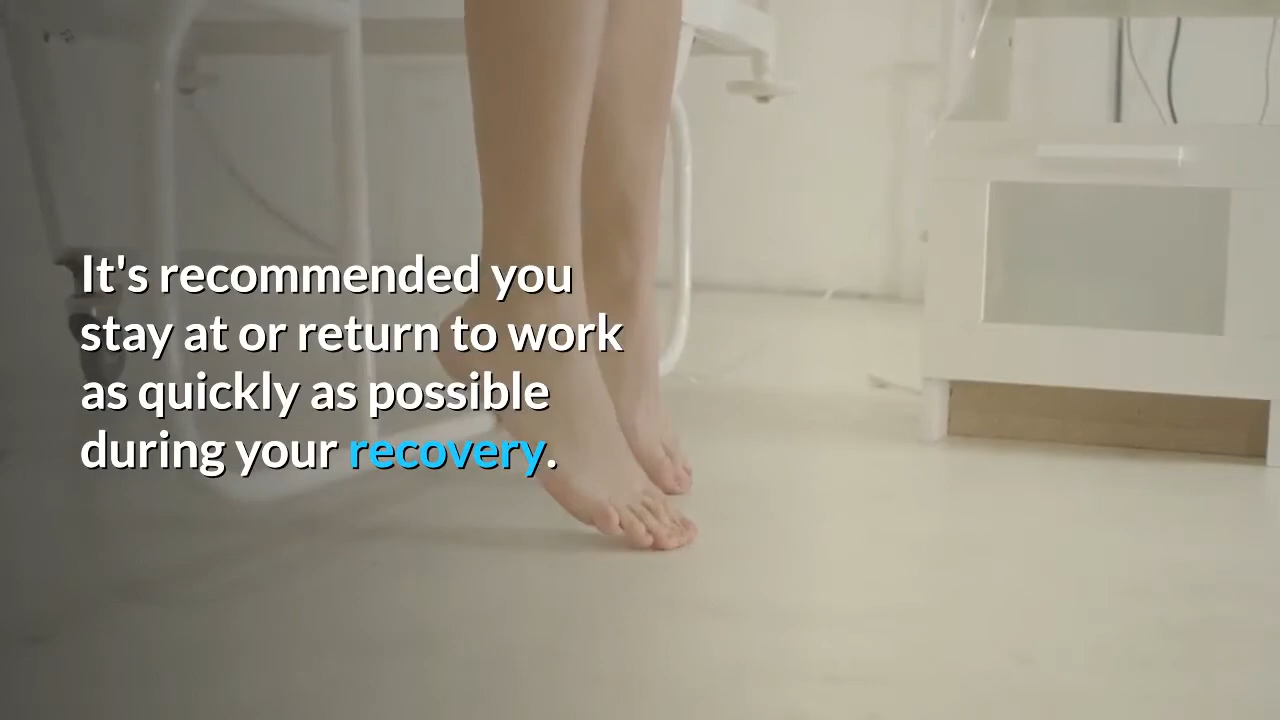 It's recommended you
stay at or return to work
as quickly as possible
during your recovery.